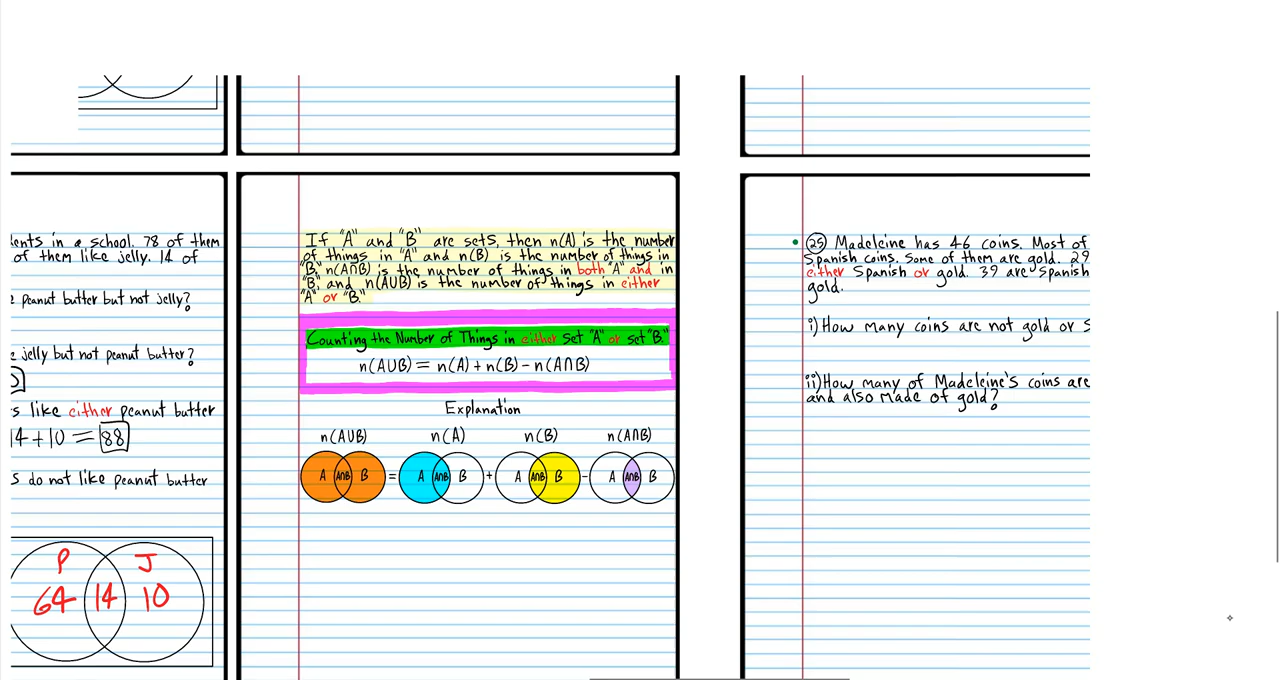 ents in a school. 78 of them
of them like jelly. 14 of
e peanut butter but not jelly?
e jelly but not peanut butter?
s like either peanut butter
14+10=88
s do not like peanut butter
P J
64 14 10
If "A" and "B" are sets, then n(A) is the number
of things in "A" and n(B) is the number of things in
"B." n(A∩B) is the number of things in both "A" and in
"B", and n(A∪B) is the number of things in either
"A" or "B."
Counting the Number of Things in either Set "A" or set "B."
n(A∪B) = n(A) + n(B) - n(A∩B)
Explanation
n(A∪B) n(A) n(B) n(A∩B)
A A∩B B = A A∩B B + A A∩B B - A A∩B B
25 Madeleine has 46 coins. Most of
Spanish coins. Some of them are gold. 29
either Spanish or gold. 39 are Spanish
gold.
i) How many coins are not gold or S
ii) How many of Madeleine's coins are
and also made of gold?